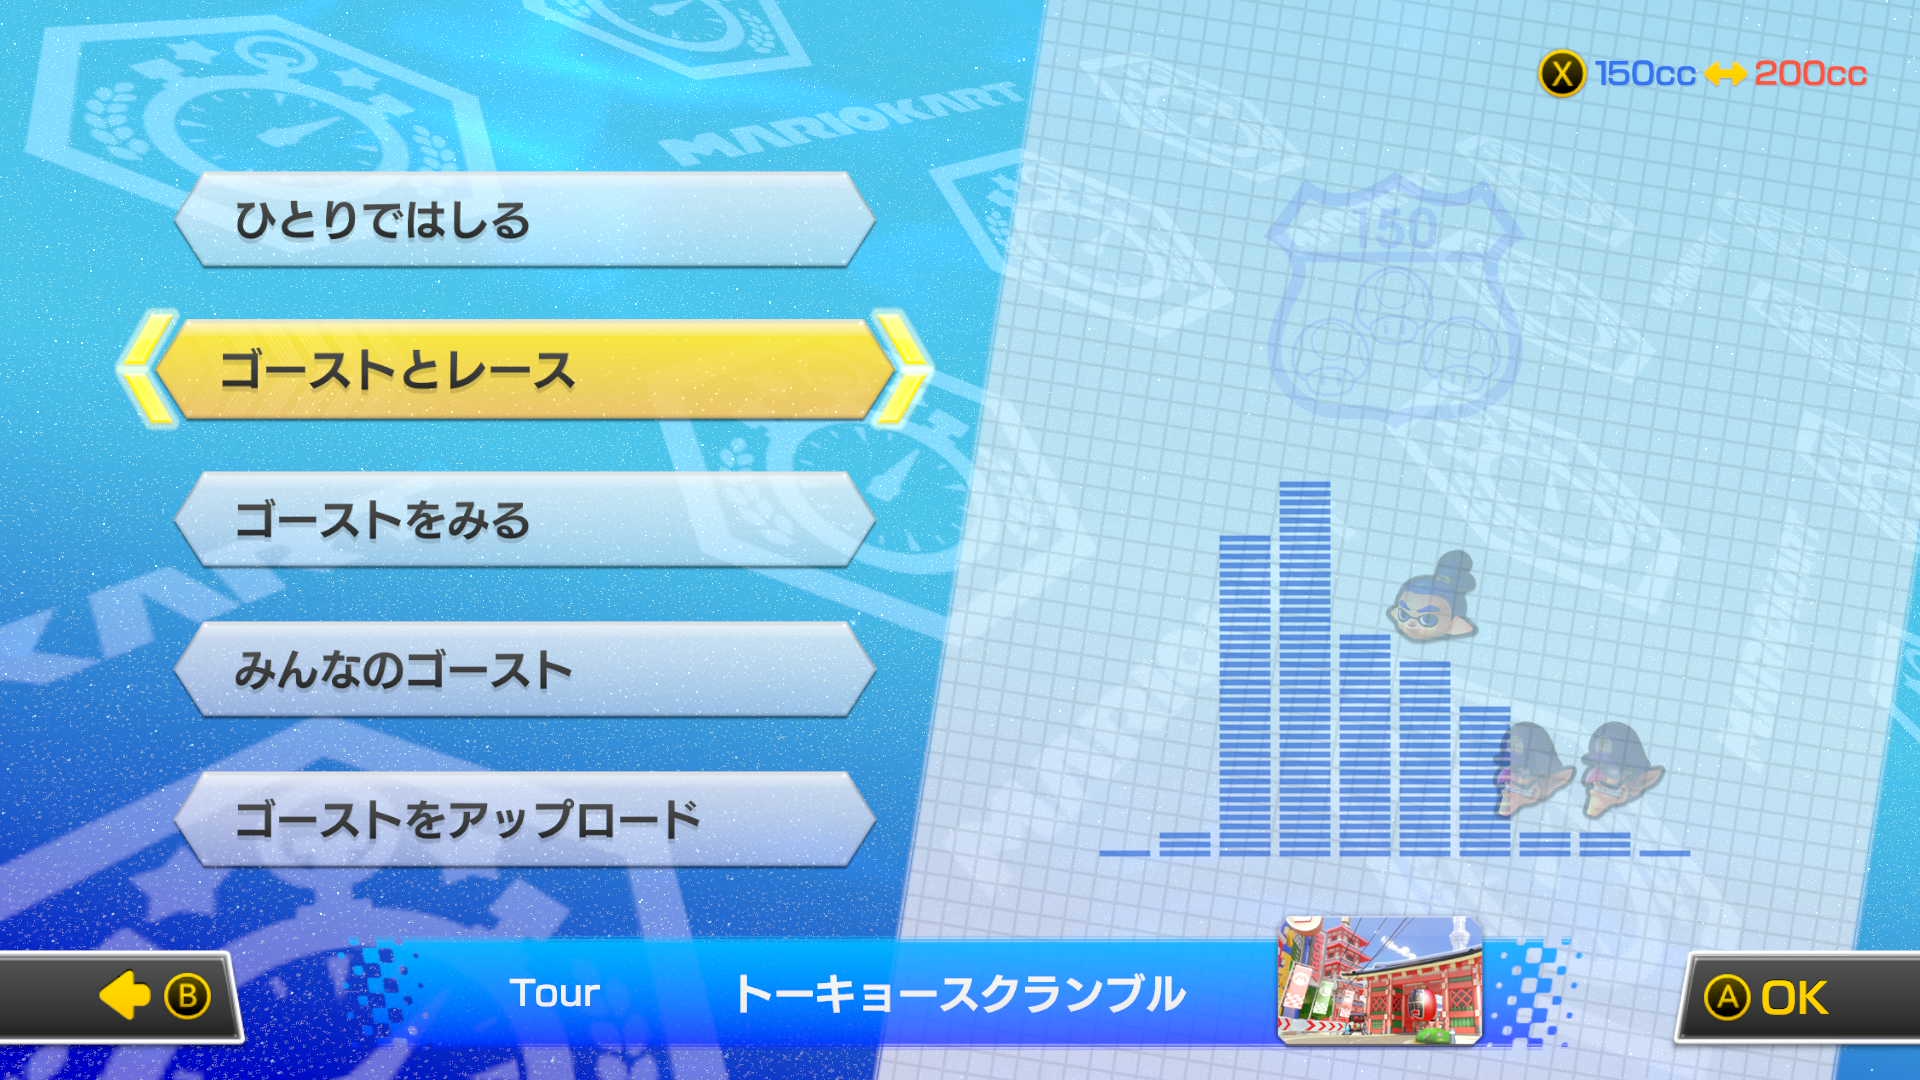 MARIOKART
X 150cc ↔ 200cc
150
ひとりではしる
ゴーストとレース
ゴーストをみる
みんなのゴースト
ゴーストをアップロード
B
Tour トーキョースクランブル
A OK